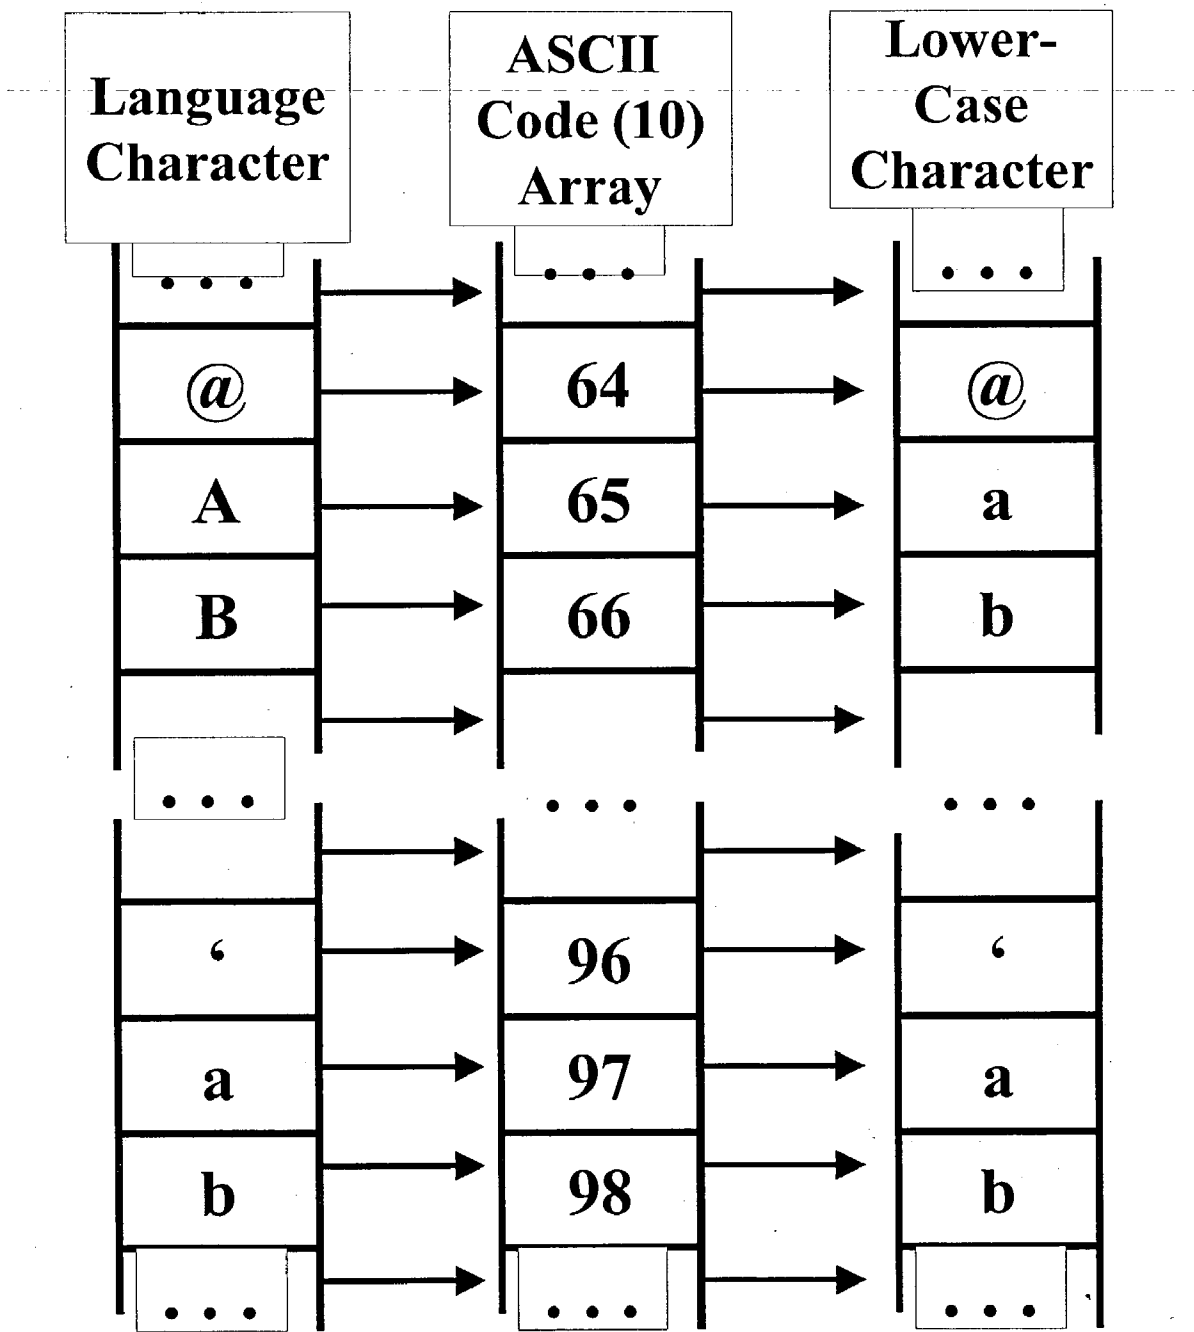 Language
Character
ASCII
Code (10)
Array
Lower-
Case
Character
• • • • • • • • •
@ 64 @
A 65 a
B 66 b
• • • • • • • • •
‘ 96 ‘
a 97 a
b 98 b
• • • • • • • • •